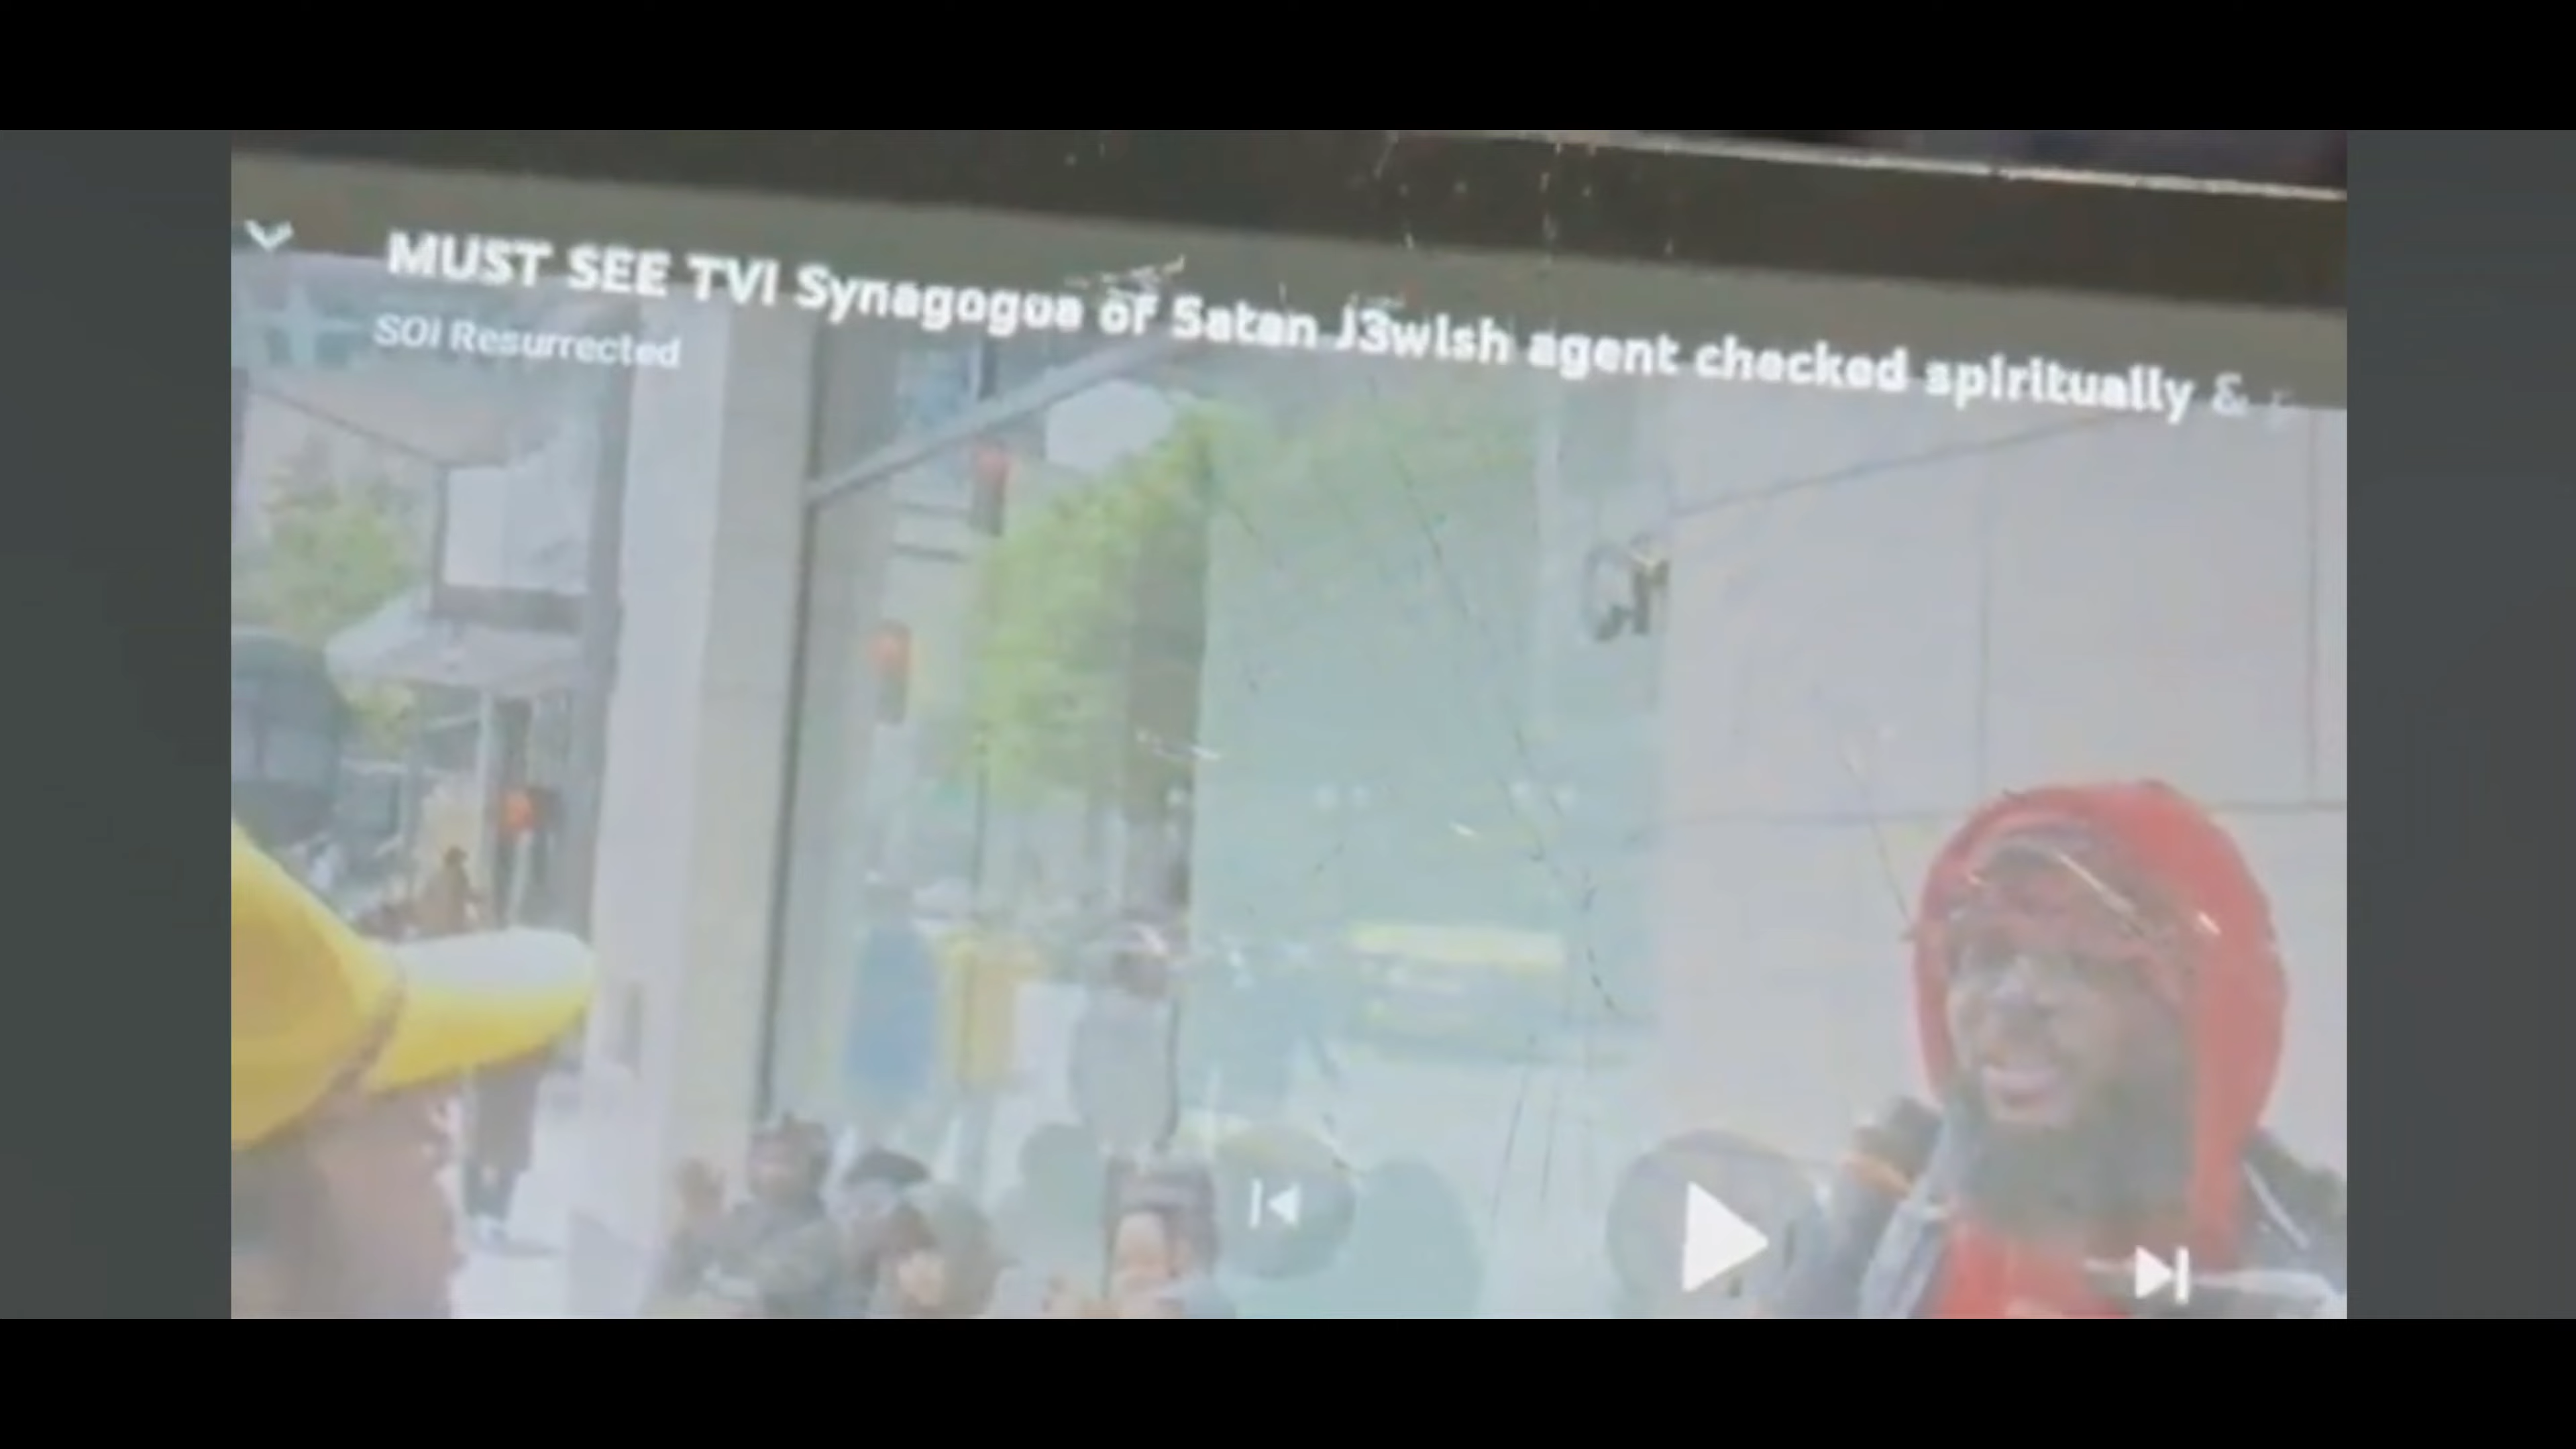 MUST SEE TV! Synagogue of Satan J3wish agent checked spiritually &
SOI Resurrected